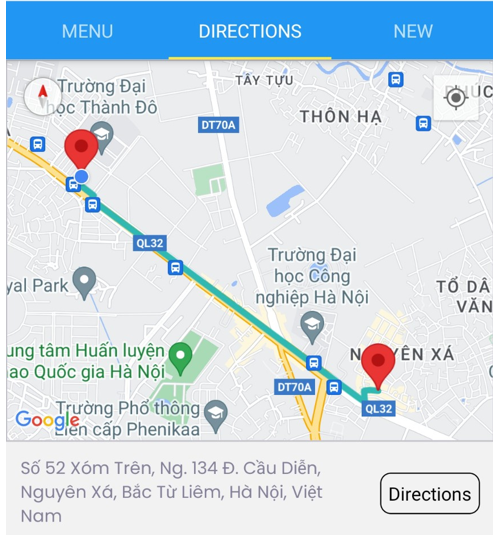 MENU
DIRECTIONS
NEW
TÂY TỰU
Trường Đại
học Thành Đô
THÔN HẠ
DT70A
QL32
Trường Đại
học Công
nghiệp Hà Nội
TỔ DÂ
VĂN
yal Park
ung tâm Huấn luyện
ao Quốc gia Hà Nội
N YÊN XÁ
DT70A
QL32
Trường Phổ thông
Liên cấp Phenikaa
Google
Số 52 Xóm Trên, Ng. 134 Đ. Cầu Diễn,
Nguyên Xá, Bắc Từ Liêm, Hà Nội, Việt
Nam
Directions